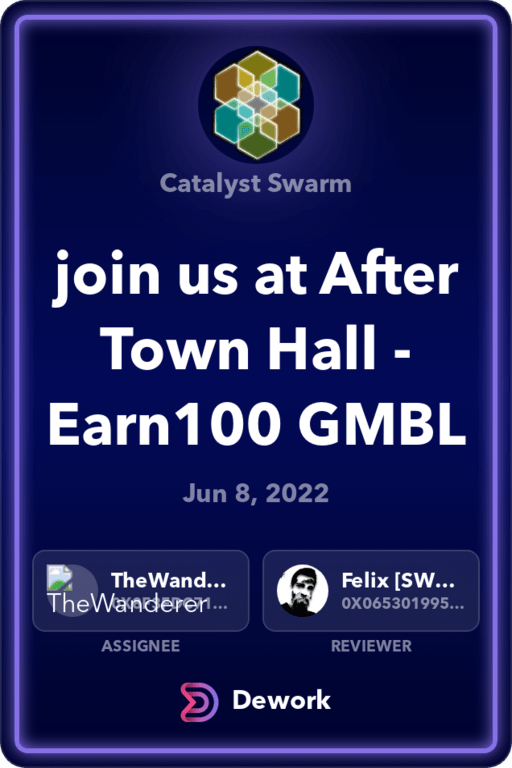 Catalyst Swarm
join us at After
Town Hall -
Earn100 GMBL
Jun 8, 2022
TheWand...
TheWanderer
Felix [SW...
0X065301995...
ASSIGNEE
REVIEWER
Dework